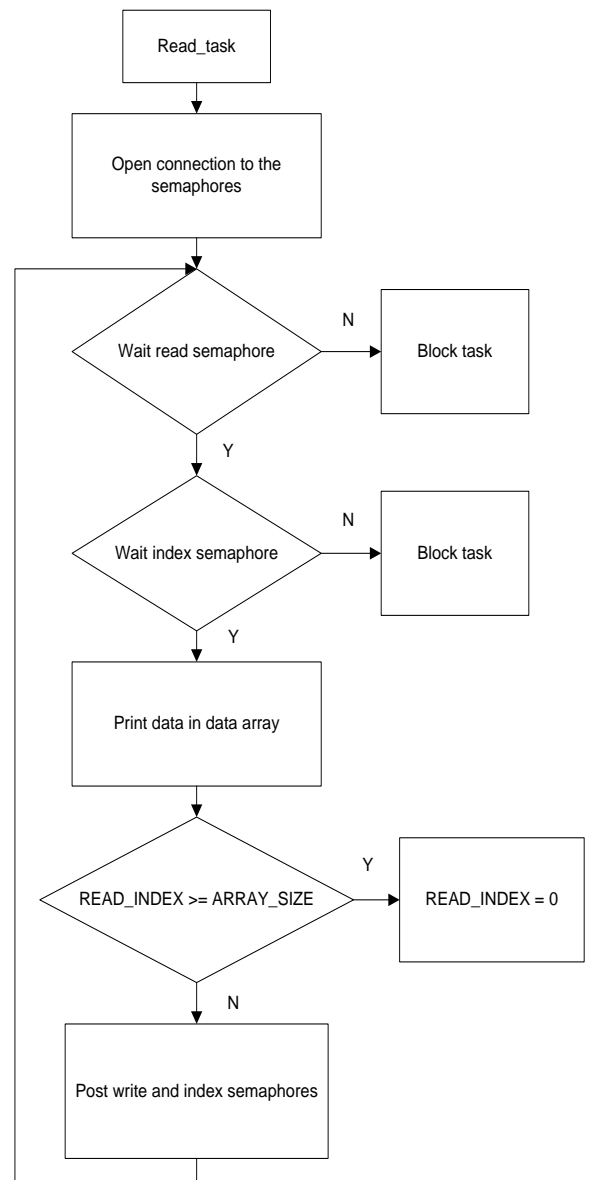 Read_task
Open connection to the
semaphores
Wait read semaphore
N
Block task
Y
Wait index semaphore
N
Block task
Y
Print data in data array
READ_INDEX >= ARRAY_SIZE
Y
READ_INDEX = 0
N
Post write and index semaphores